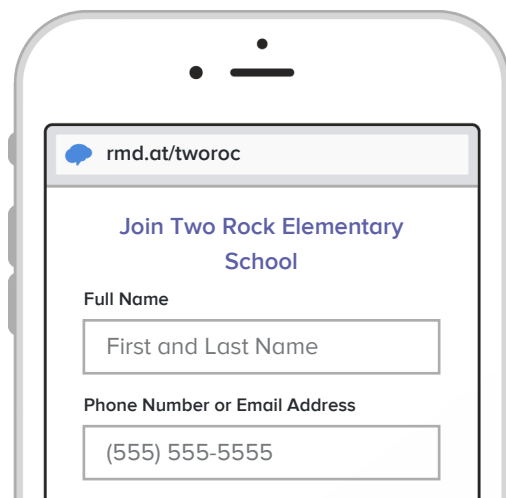 rmd.at/tworoc
Join Two Rock Elementary
School
Full Name
First and Last Name
Phone Number or Email Address
(555) 555-5555